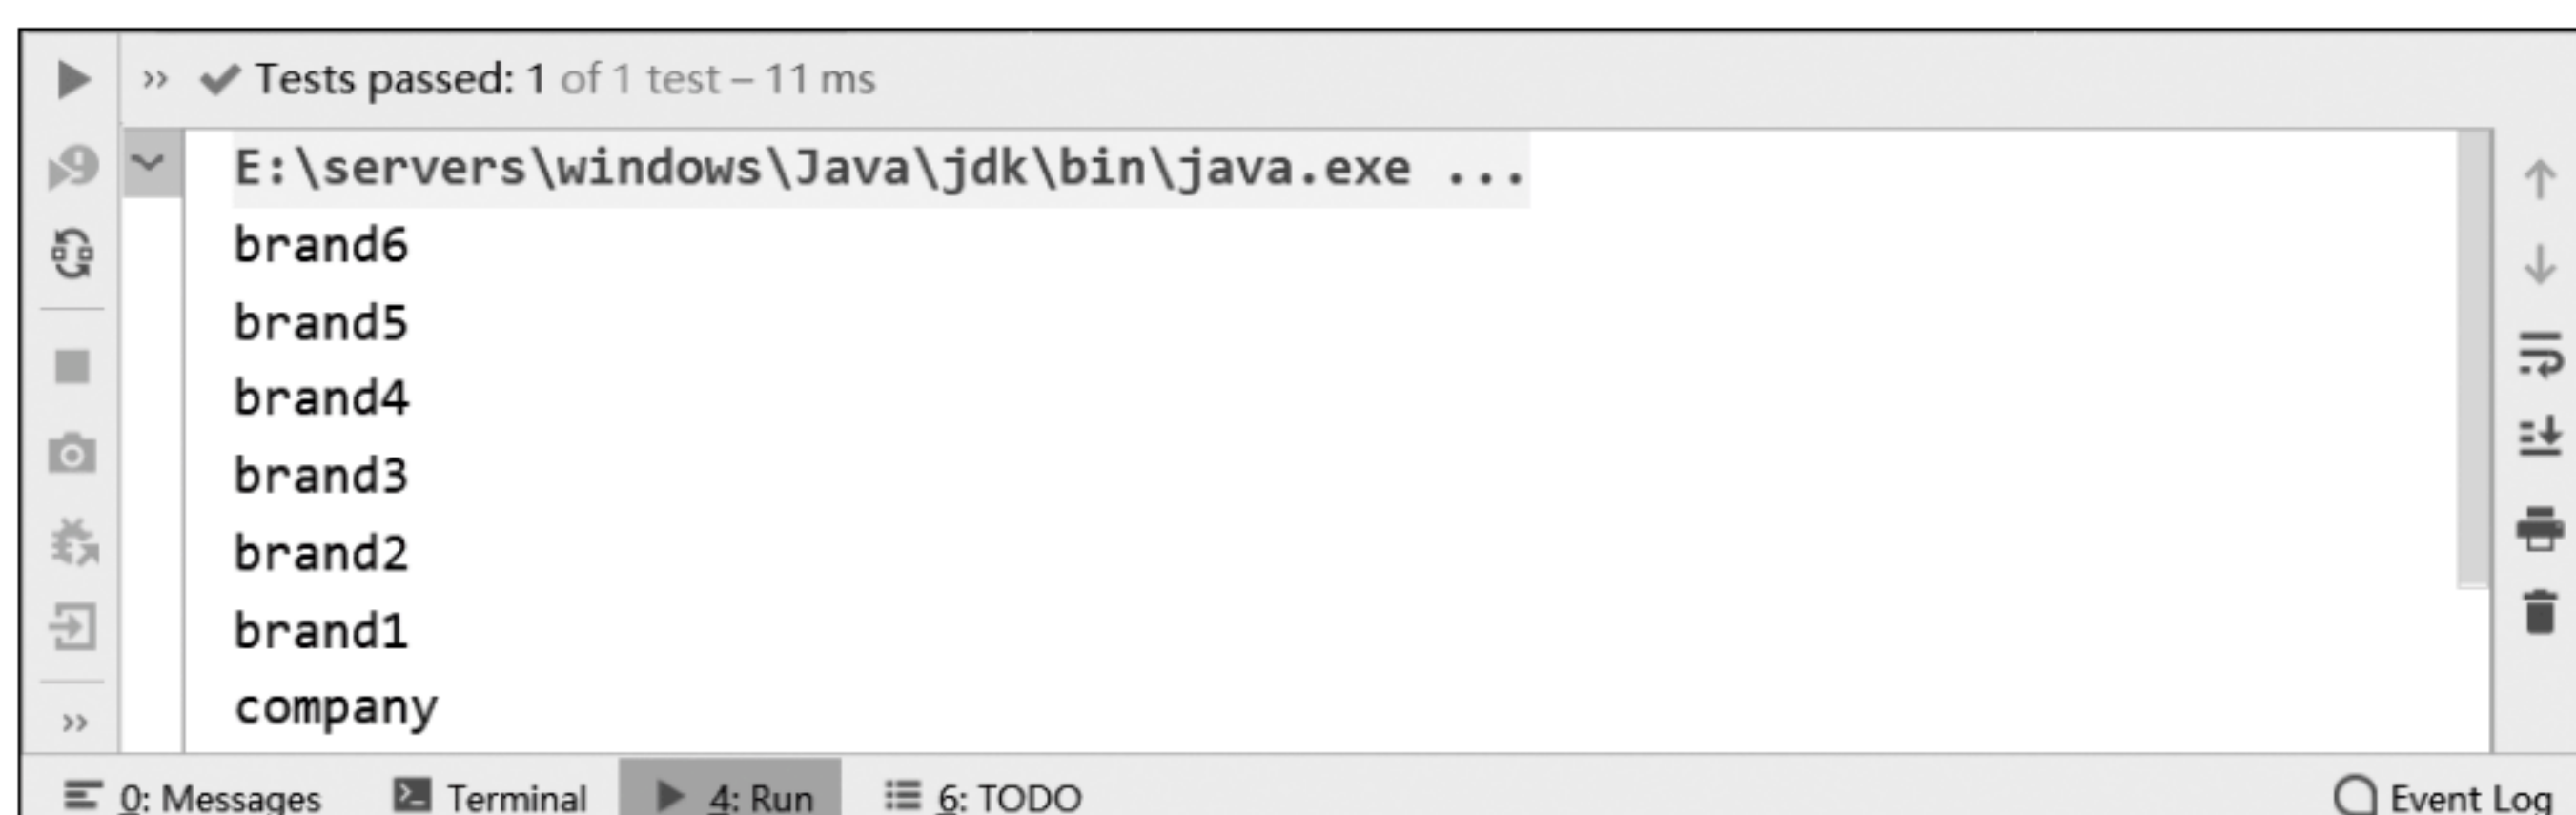 Tests passed: 1 of 1 test – 11 ms
E:\servers\windows\Java\jdk\bin\java.exe ...
brand6
brand5
brand4
brand3
brand2
brand1
company
0: Messages Terminal 4: Run 6: TODO Event Log